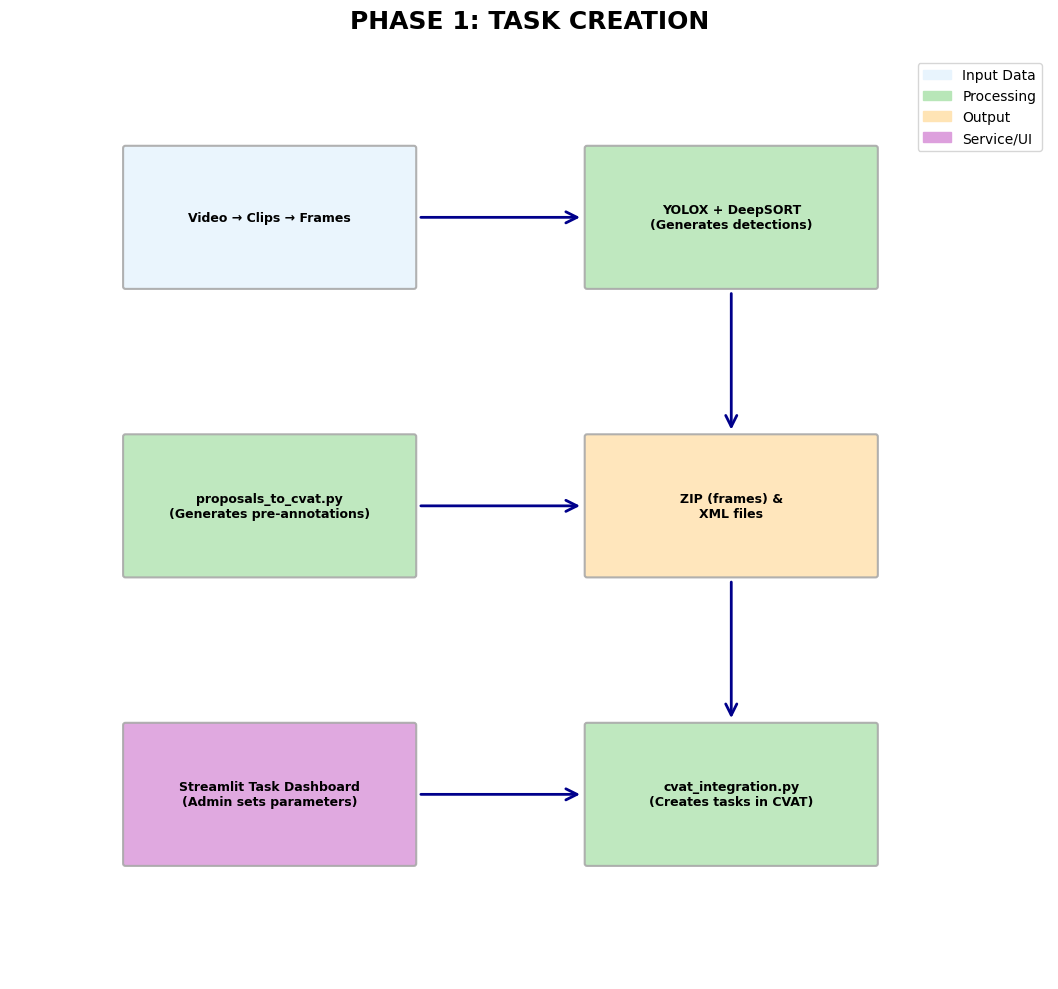 PHASE 1: TASK CREATION
Input Data
Processing
Output
Service/UI
Video → Clips → Frames
YOLOX + DeepSORT
(Generates detections)
proposals_to_cvat.py
(Generates pre-annotations)
ZIP (frames) &
XML files
Streamlit Task Dashboard
(Admin sets parameters)
cvat_integration.py
(Creates tasks in CVAT)